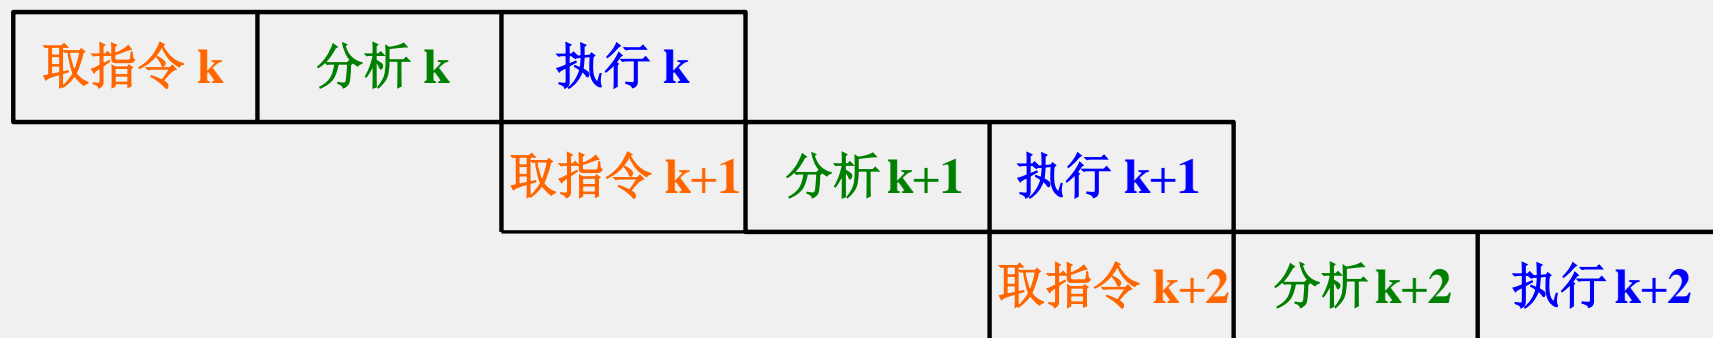 取指令 k 分析 k 执行 k
取指令 k+1 分析 k+1 执行 k+1
取指令 k+2 分析 k+2 执行 k+2